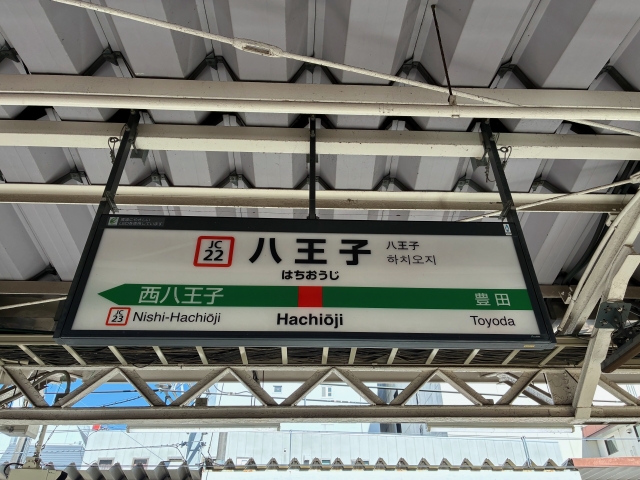 JC
22
八王子
八王子
하치오지
はちおうじ
西八王子
豊田
JC
23
Nishi-Hachiōji
Hachiōji
Toyoda